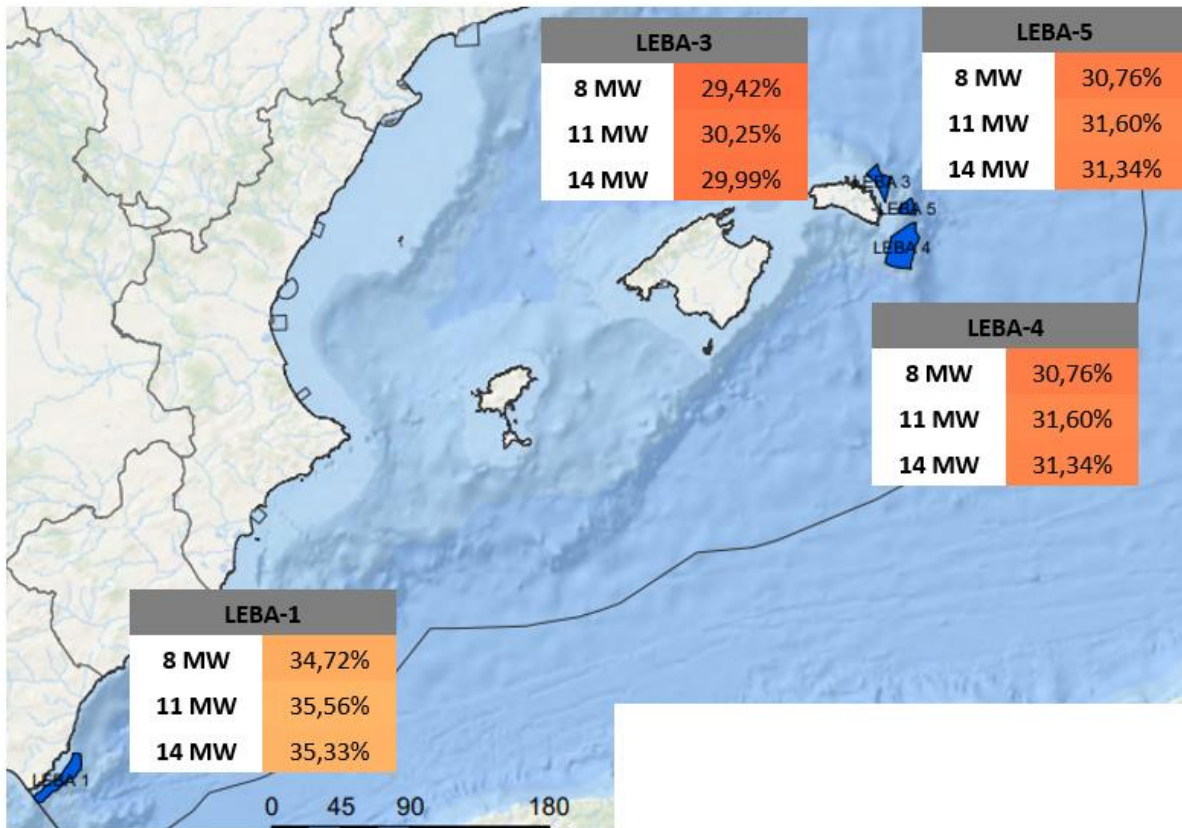 LEBA-3
8 MW 29,42%
11 MW 30,25%
14 MW 29,99%
LEBA-5
8 MW 30,76%
11 MW 31,60%
14 MW 31,34%
LEBA 3
LEBA 5
LEBA 4
LEBA-4
8 MW 30,76%
11 MW 31,60%
14 MW 31,34%
LEBA-1
8 MW 34,72%
11 MW 35,56%
14 MW 35,33%
LEBA 1
0 45 90 180